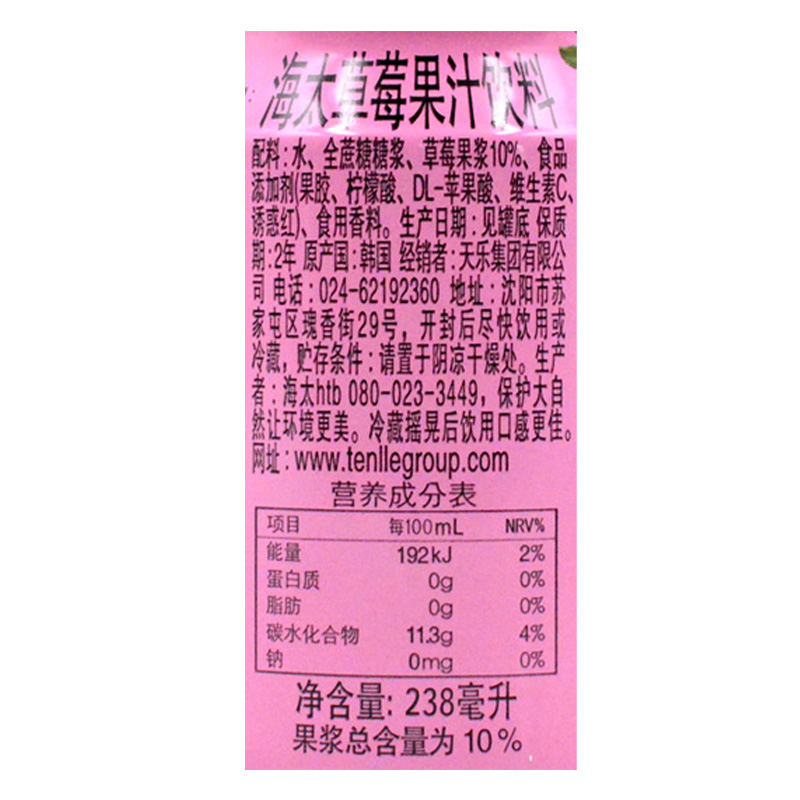 海太草莓果汁饮料
配料:水、全蔗糖糖浆、草莓果浆10%、食品
添加剂(果胶、柠檬酸、DL-苹果酸、维生素C、
诱惑红)、食用香料。生产日期:见罐底 保质
期:2年 原产国:韩国 经销者:天乐集团有限公
司 电话:024-62192360 地址:沈阳市苏
家屯区瑰香街29号,开封后尽快饮用或
冷藏,贮存条件:请置于阴凉干燥处。生产
者:海太htb 080-023-3449,保护大自
然让环境更美。冷藏摇晃后饮用口感更佳。
网址:www.tenllegroup.com
营养成分表
项目 每100mL NRV%
能量 192kJ 2%
蛋白质 0g 0%
脂肪 0g 0%
碳水化合物 11.3g 4%
钠 0mg 0%
净含量:238毫升
果浆总含量为10%